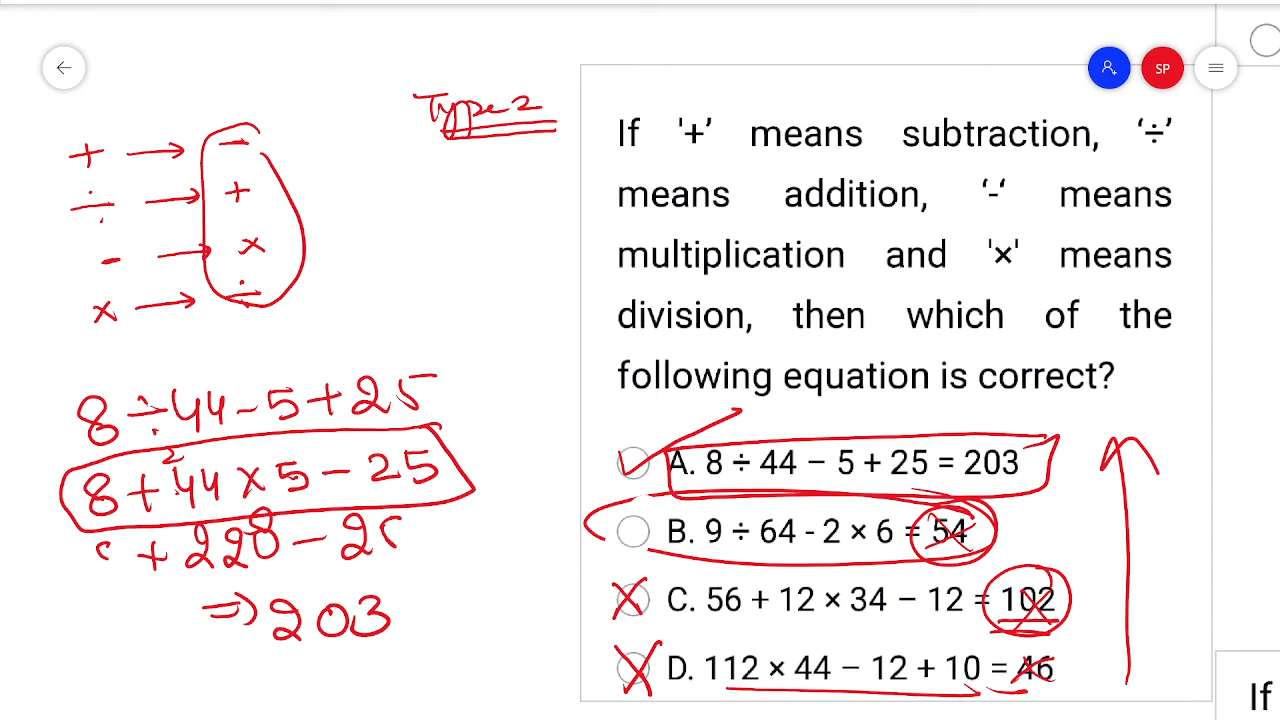 SP
Type 2
+ → −
÷ → +
- → ×
× → ÷
8 ÷ 44 - 5 + 25
2
8 + 44 × 5 − 25
+ 228 −
⇒ 203
If '+’ means subtraction, ‘÷’
means addition, ‘-‘ means
multiplication and '×' means
division, then which of the
following equation is correct?
A. 8 ÷ 44 – 5 + 25 = 203
B. 9 ÷ 64 - 2 × 6 = 54
C. 56 + 12 × 34 – 12 = 102
D. 112 × 44 – 12 + 10 = 46
If